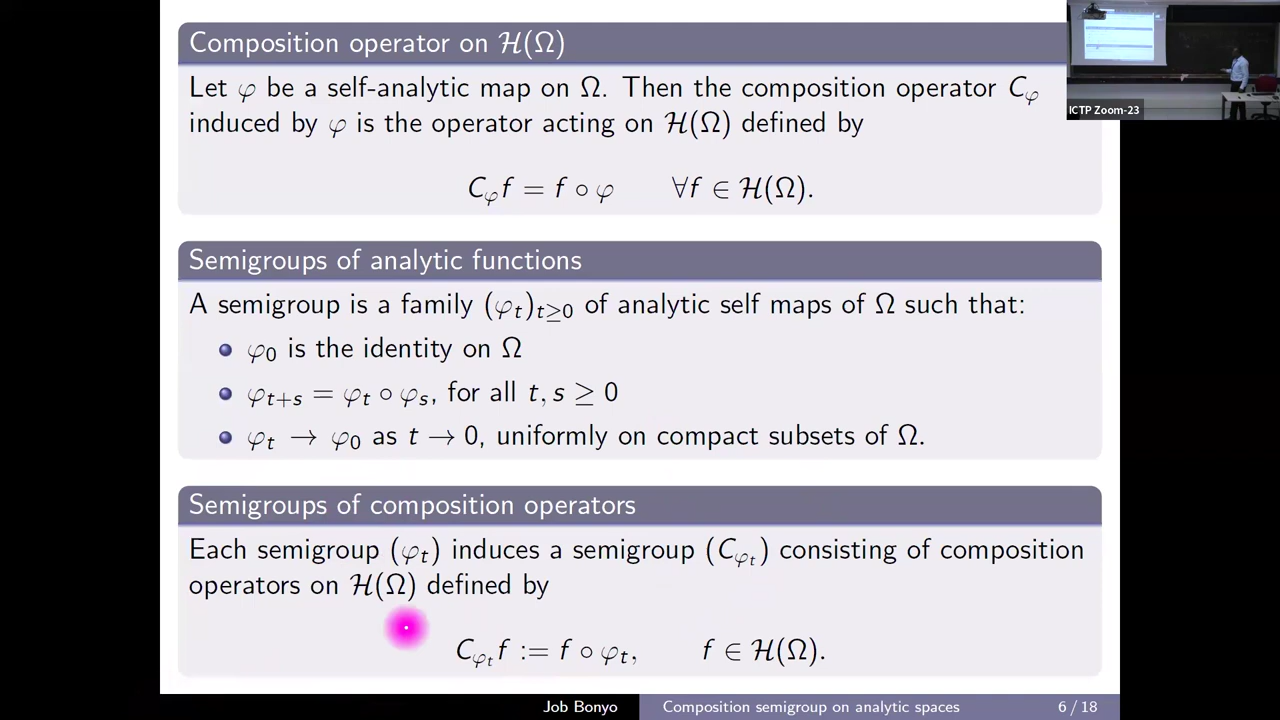 Composition operator on ℋ(Ω)
Let φ be a self-analytic map on Ω. Then the composition operator C_φ
induced by φ is the operator acting on ℋ(Ω) defined by
C_φ f = f ∘ φ ∀f ∈ ℋ(Ω).
Semigroups of analytic functions
A semigroup is a family (φ_t)_{t≥0} of analytic self maps of Ω such that:
φ_0 is the identity on Ω
φ_{t+s} = φ_t ∘ φ_s, for all t, s ≥ 0
φ_t → φ_0 as t → 0, uniformly on compact subsets of Ω.
Semigroups of composition operators
Each semigroup (φ_t) induces a semigroup (C_{φ_t}) consisting of composition
operators on ℋ(Ω) defined by
C_{φ_t} f := f ∘ φ_t, f ∈ ℋ(Ω).
Job Bonyo Composition semigroup on analytic spaces 6 / 18
ICTP Zoom-23